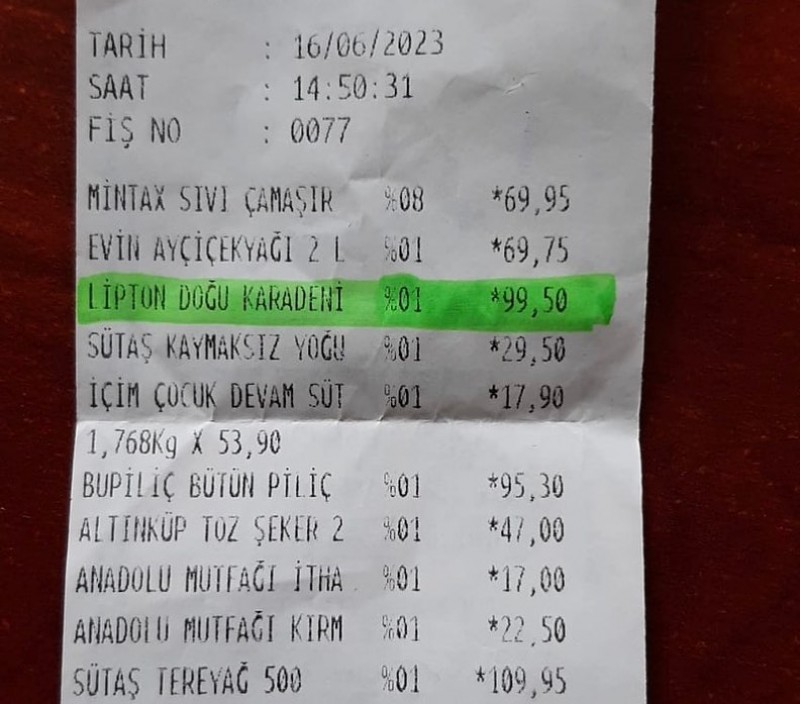 TARİH : 16/06/2023
SAAT : 14:50:31
FİŞ NO : 0077
MİNTAX SIVI ÇAMAŞIR %08 *69,95
EVİN AYÇİÇEKYAĞI 2 L %01 *69,75
LİPTON DOĞU KARADENİ %01 *99,50
SÜTAŞ KAYMAKSIZ YOĞU %01 *29,50
İÇİM ÇOCUK DEVAM SÜT %01 *17,90
1,768Kg X 53,90
BUPİLİÇ BÜTÜN PİLİÇ %01 *95,30
ALTINKÜP TOZ ŞEKER 2 %01 *47,00
ANADOLU MUTFAĞI İTHA %01 *17,00
ANADOLU MUTFAĞI KIRM %01 *22,50
SÜTAŞ TEREYAĞ 500 %01 *109,95